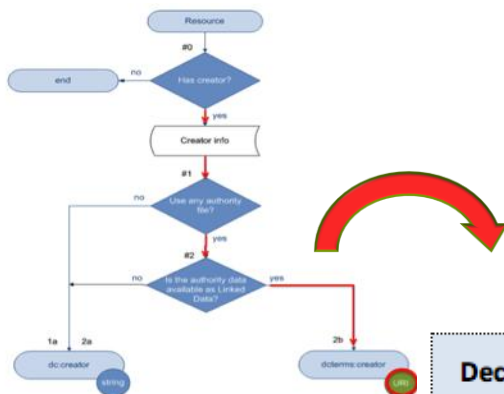 Resource
#0
no
Has creator?
end
yes
Creator info
#1
no
Use any authority
file?
yes
#2
no
Is the authority data
available as Linked
Data?
yes
1a
2a
2b
dc:creator
dcterms:creator
string
URI
Dec